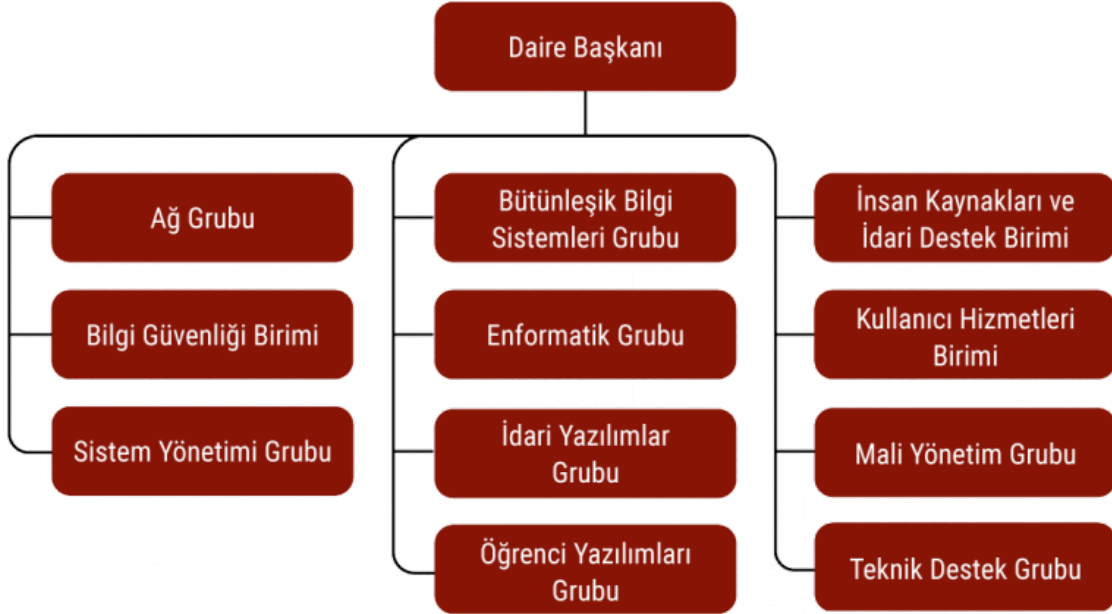 Daire Başkanı
Ağ Grubu
Bilgi Güvenliği Birimi
Sistem Yönetimi Grubu
Bütünleşik Bilgi
Sistemleri Grubu
Enformatik Grubu
İdari Yazılımlar
Grubu
Öğrenci Yazılımları
Grubu
İnsan Kaynakları ve
İdari Destek Birimi
Kullanıcı Hizmetleri
Birimi
Mali Yönetim Grubu
Teknik Destek Grubu